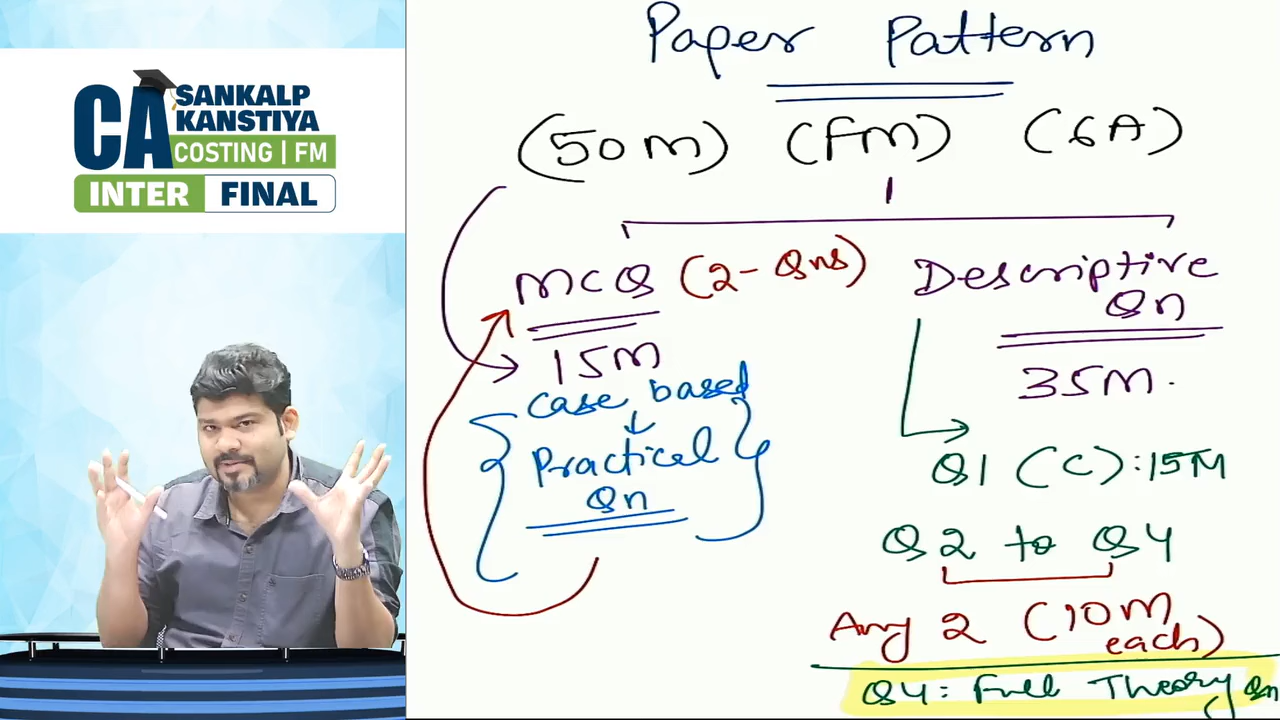 CA SANKALP
KANSTIYA
COSTING | FM
INTER FINAL
Paper Pattern
(50M) (FM) (6A)
MCQ (2-Qns)
15M
Case based
↓
Practical
Qn
Descriptive
Qn
35M.
Q1 (C): 15M
Q2 to Q4
Any 2 (10M
each)
Q4: Full Theory Qn